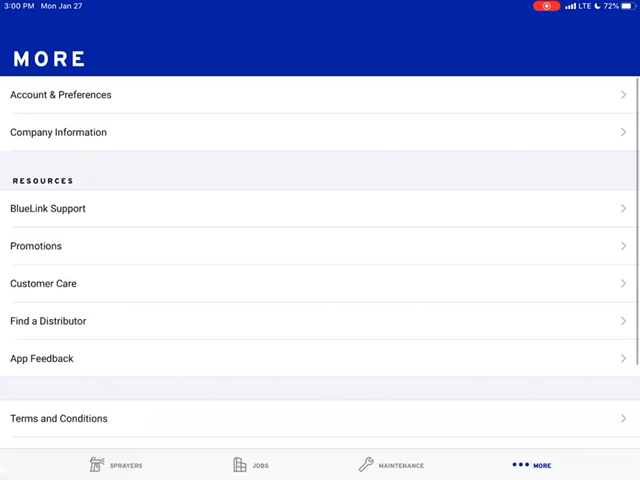 3:00 PM Mon Jan 27
LTE 72%
MORE
Account & Preferences
Company Information
RESOURCES
BlueLink Support
Promotions
Customer Care
Find a Distributor
App Feedback
Terms and Conditions
SPRAYERS JOBS MAINTENANCE MORE